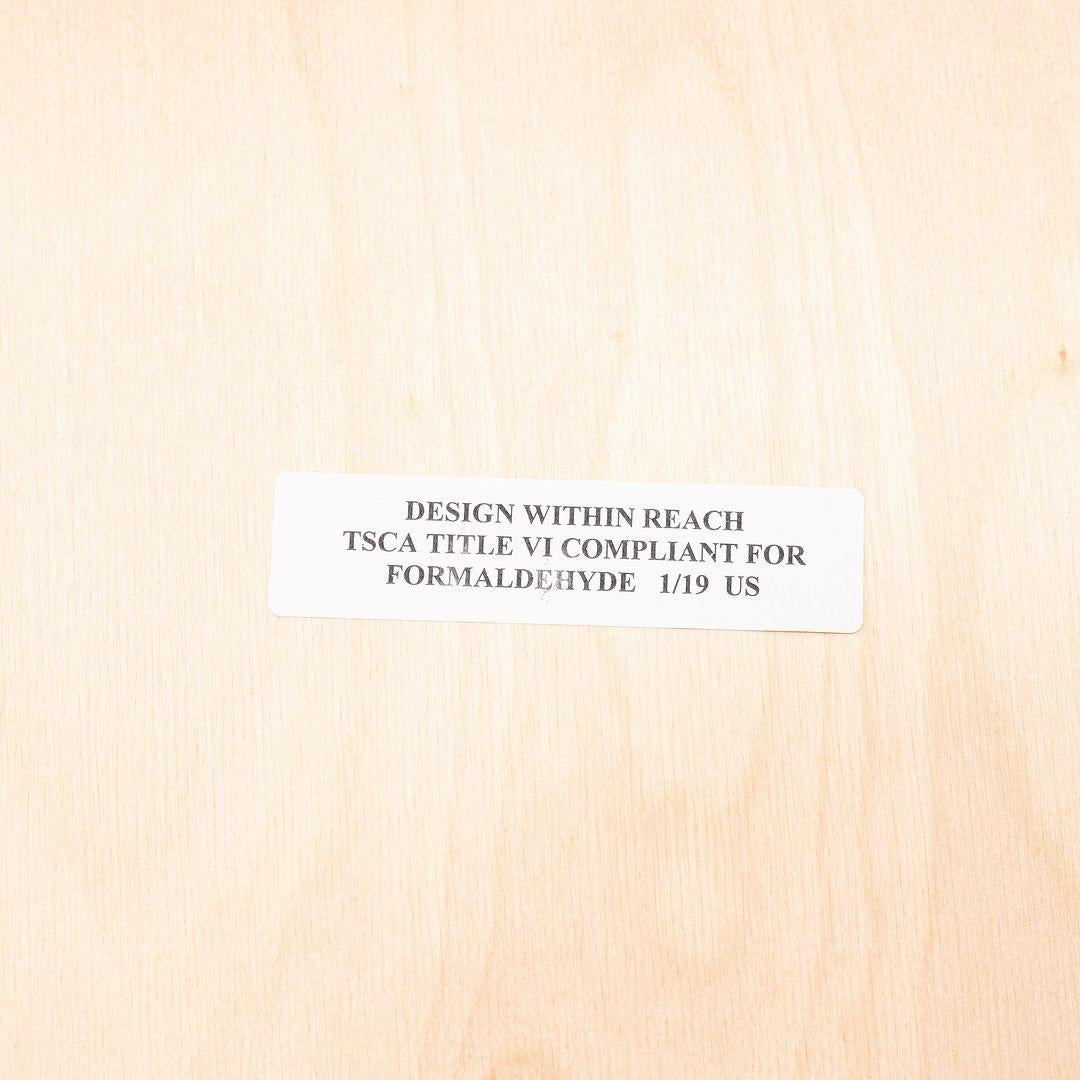 DESIGN WITHIN REACH
TSCA TITLE VI COMPLIANT FOR
FORMALDEHYDE 1/19 US